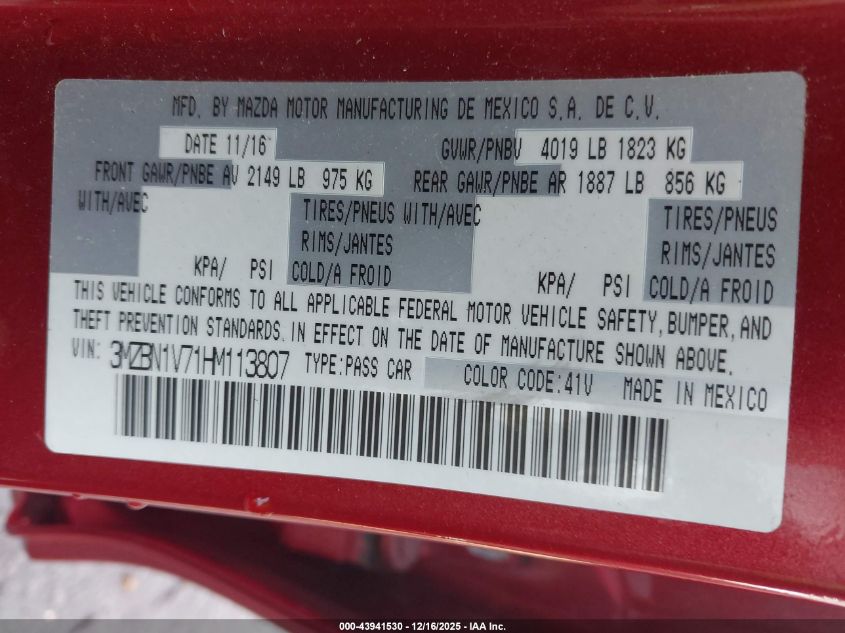 MFD. BY MAZDA MOTOR MANUFACTURING DE MEXICO S.A. DE C.V.
DATE 11/16 GVWR/PNBV 4019 LB 1823 KG
FRONT GAWR/PNBE AV 2149 LB 975 KG REAR GAWR/PNBE AR 1887 LB 856 KG
WITH/AVEC TIRES/PNEUS WITH/AVEC TIRES/PNEUS
RIMS/JANTES RIMS/JANTES
KPA/ PSI COLD/A FROID KPA/ PSI COLD/A FROID
THIS VEHICLE CONFORMS TO ALL APPLICABLE FEDERAL MOTOR VEHICLE SAFETY, BUMPER, AND
THEFT PREVENTION STANDARDS. IN EFFECT ON THE DATE OF MANUFACTURE SHOWN ABOVE.
VIN: 3MZBN1V71HM113807 TYPE: PASS CAR COLOR CODE: 41V MADE IN MEXICO
000-43941530 - 12/16/2025 - IAA Inc.